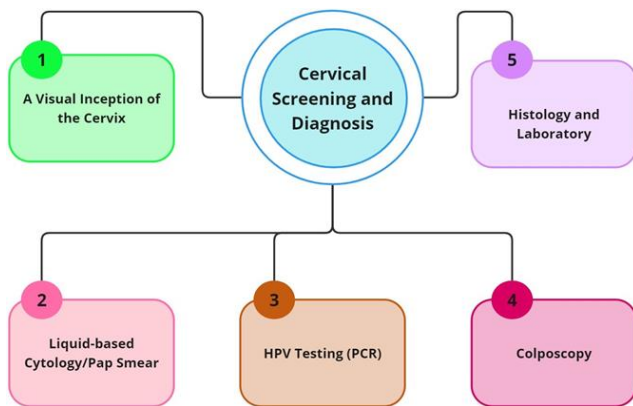 Cervical
Screening and
Diagnosis
1
A Visual Inception of
the Cervix
2
Liquid-based
Cytology/Pap Smear
3
HPV Testing (PCR)
4
Colposcopy
5
Histology and
Laboratory